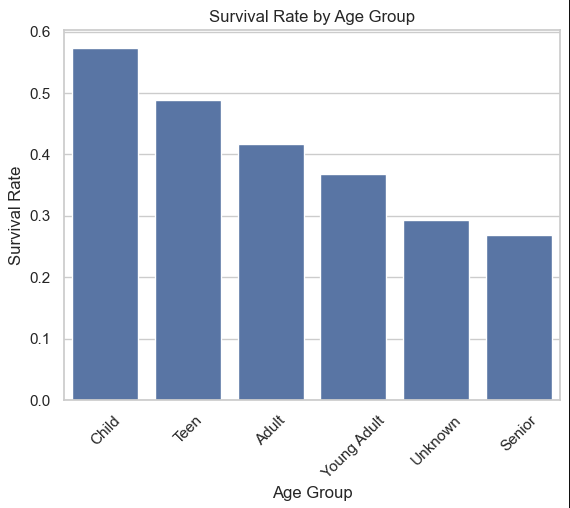 Survival Rate by Age Group
Survival Rate
0.6
0.5
0.4
0.3
0.2
0.1
0.0
Child
Teen
Adult
Young Adult
Unknown
Senior
Age Group